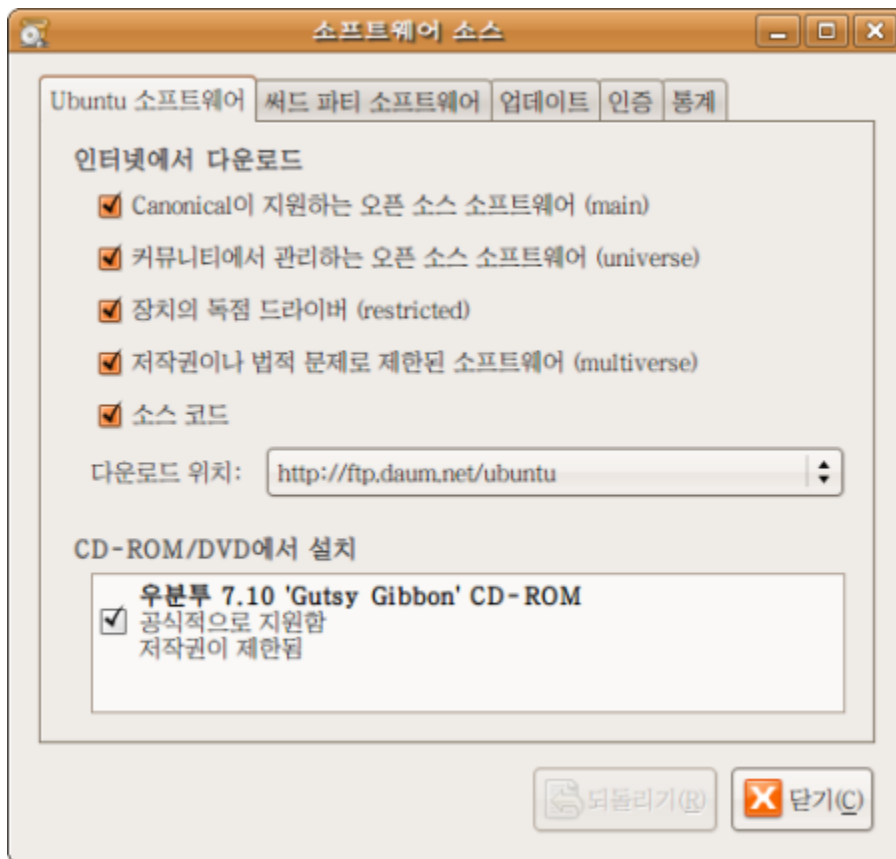 소프트웨어 소스
Ubuntu 소프트웨어 써드 파티 소프트웨어 업데이트 인증 통계
인터넷에서 다운로드
Canonical이 지원하는 오픈 소스 소프트웨어 (main)
커뮤니티에서 관리하는 오픈 소스 소프트웨어 (universe)
장치의 독점 드라이버 (restricted)
저작권이나 법적 문제로 제한된 소프트웨어 (multiverse)
소스 코드
다운로드 위치: http://ftp.daum.net/ubuntu
CD-ROM/DVD에서 설치
우분투 7.10 'Gutsy Gibbon' CD-ROM
공식적으로 지원함
저작권이 제한됨
되돌리기(R) 닫기(C)